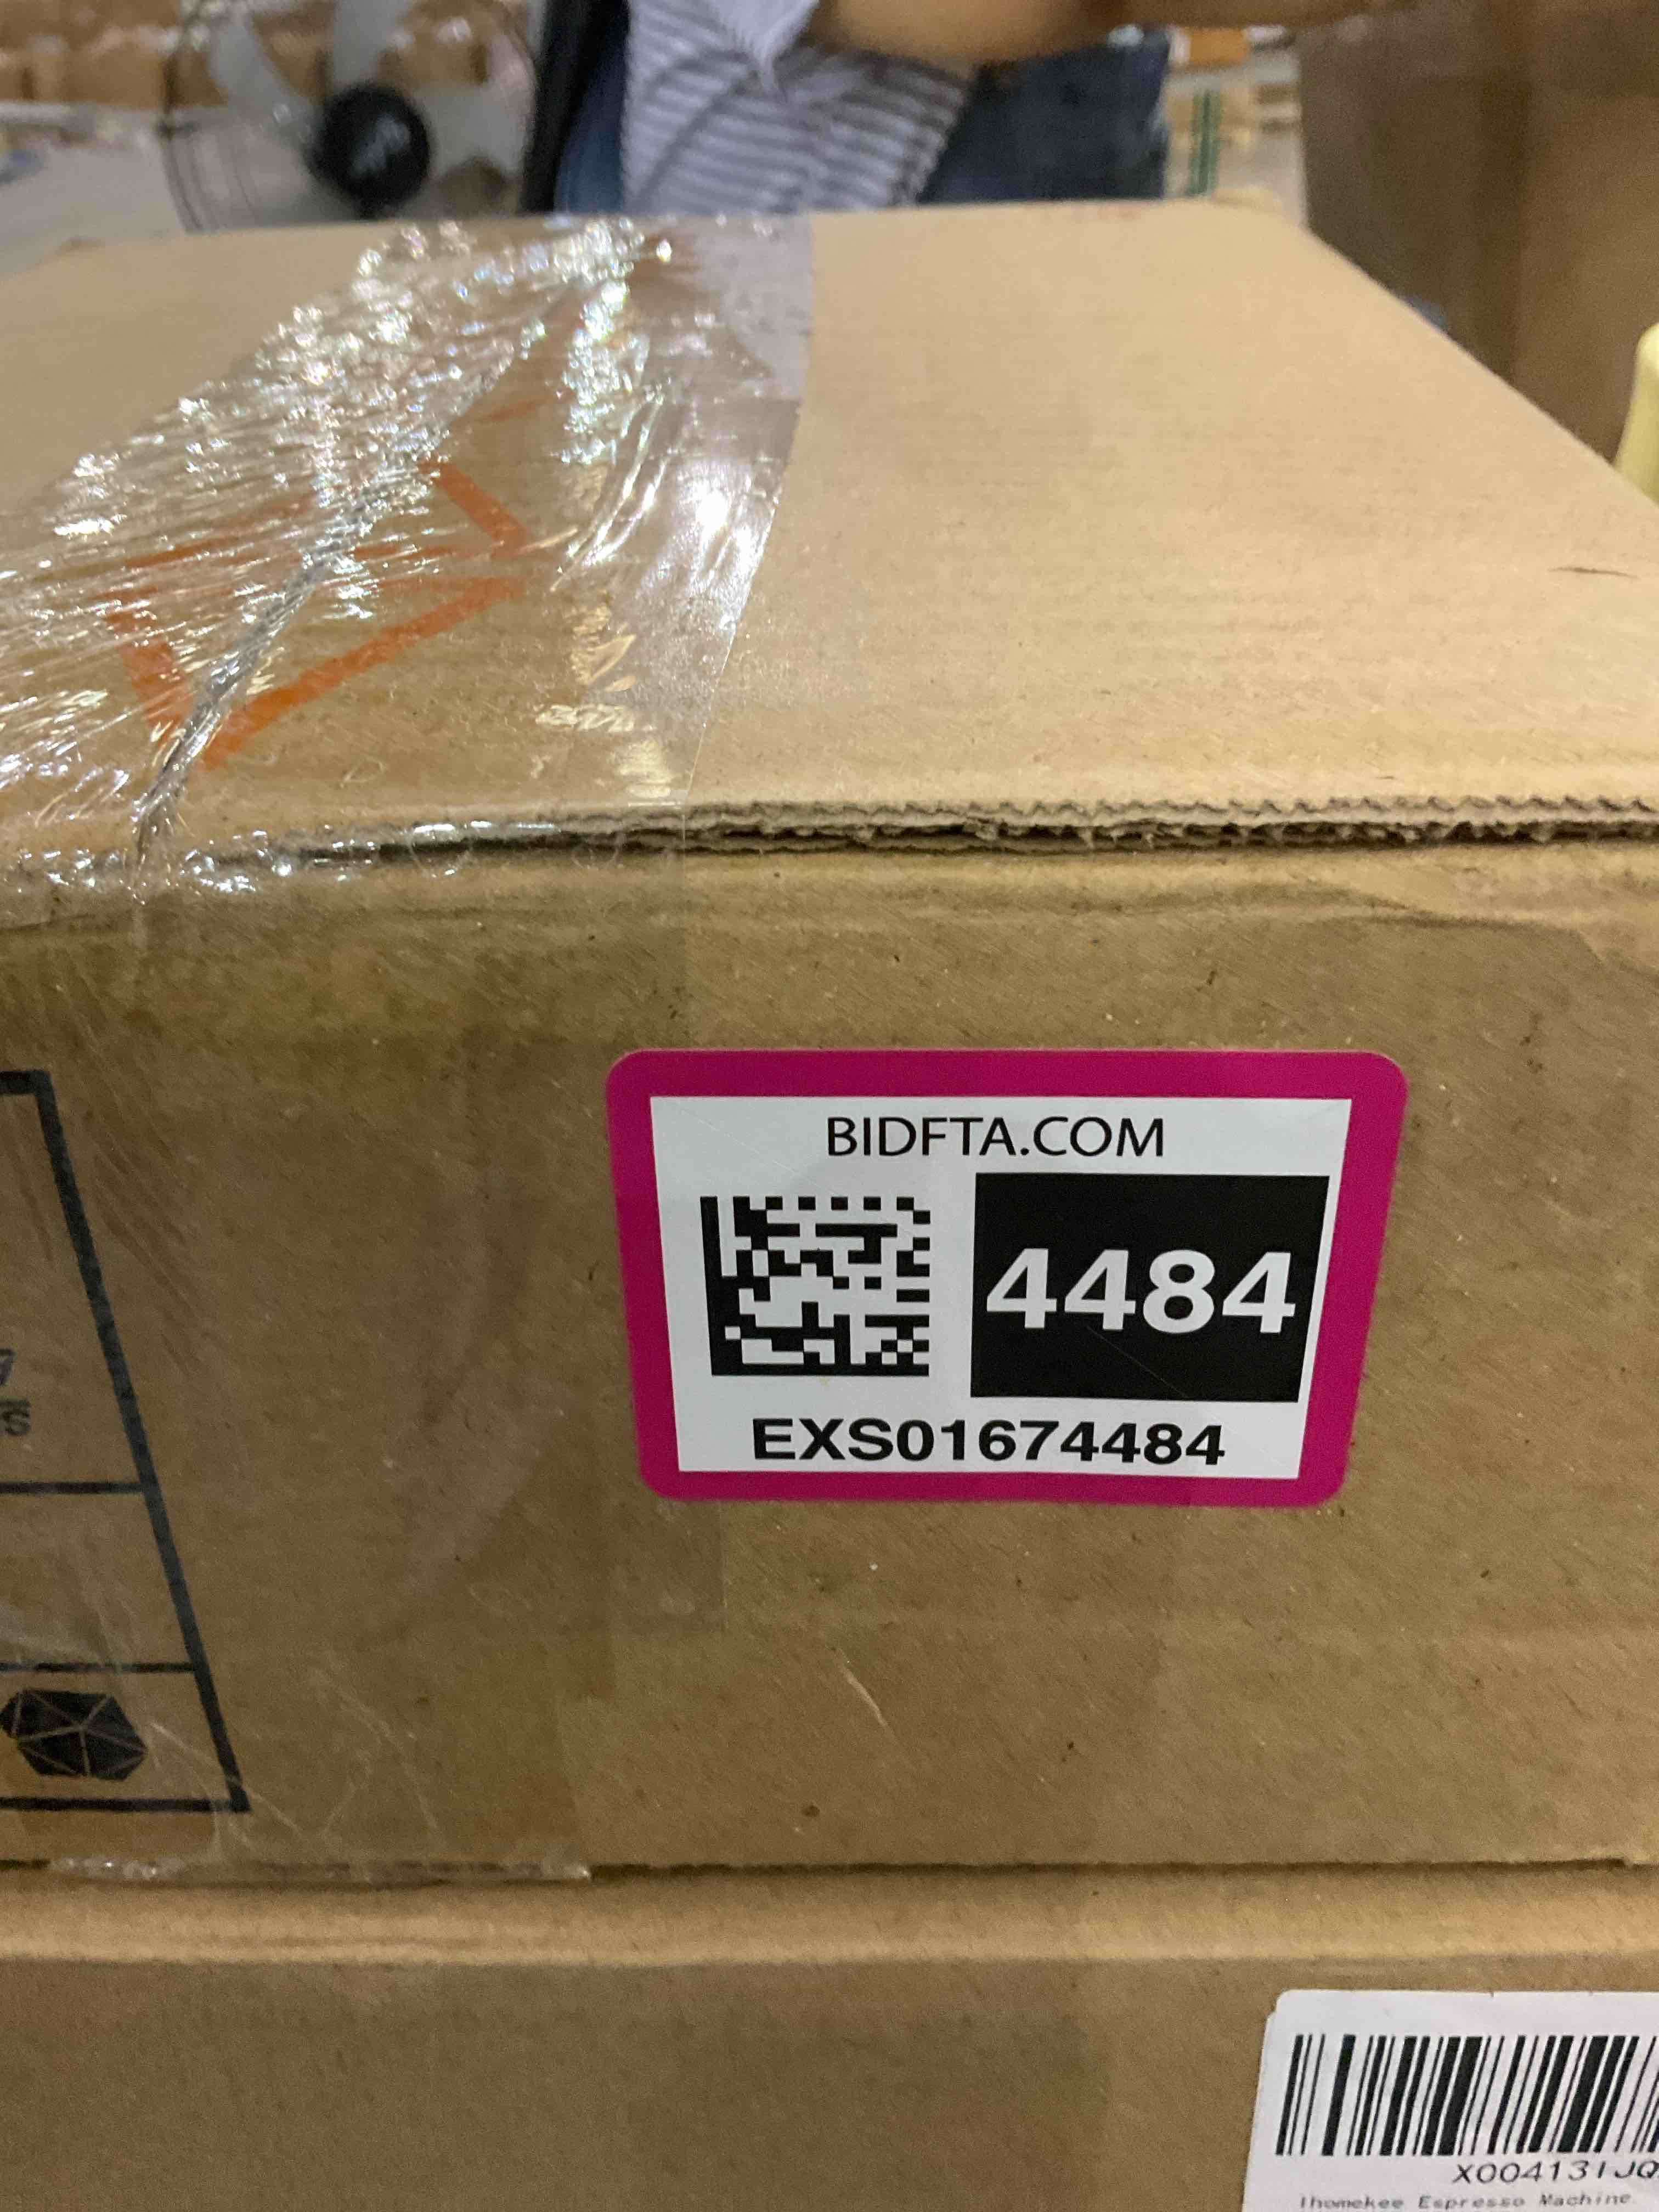 BIDFTA.COM
4484
EXS01674484
X004131JQ
Ihomekee Espresso Machine